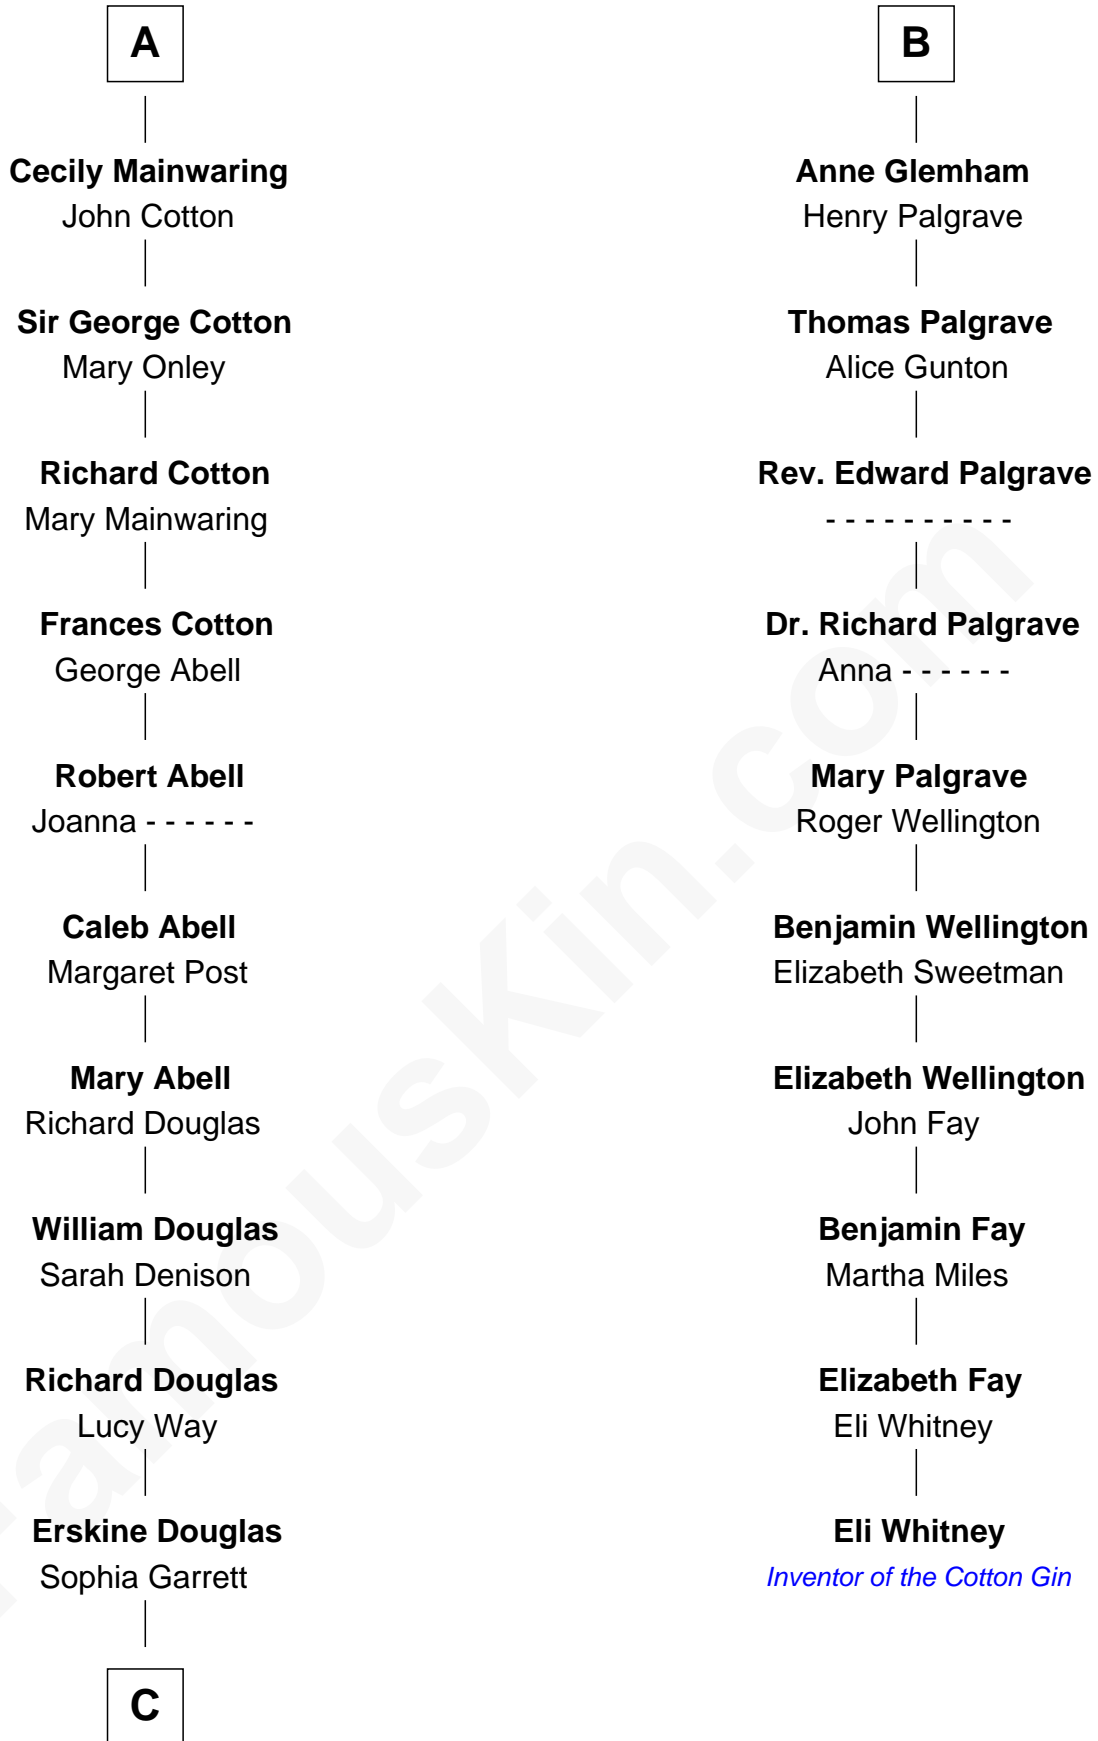 A
Cecily Mainwaring
John Cotton
Sir George Cotton
Mary Onley
Richard Cotton
Mary Mainwaring
Frances Cotton
George Abell
Robert Abell
Joanna - - - - - -
Caleb Abell
Margaret Post
Mary Abell
Richard Douglas
William Douglas
Sarah Denison
Richard Douglas
Lucy Way
Erskine Douglas
Sophia Garrett
C
B
Anne Glemham
Henry Palgrave
Thomas Palgrave
Alice Gunton
Rev. Edward Palgrave
- - - - - - - - - -
Dr. Richard Palgrave
Anna - - - - - -
Mary Palgrave
Roger Wellington
Benjamin Wellington
Elizabeth Sweetman
Elizabeth Wellington
John Fay
Benjamin Fay
Martha Miles
Elizabeth Fay
Eli Whitney
Eli Whitney
Inventor of the Cotton Gin
FamousKin.com